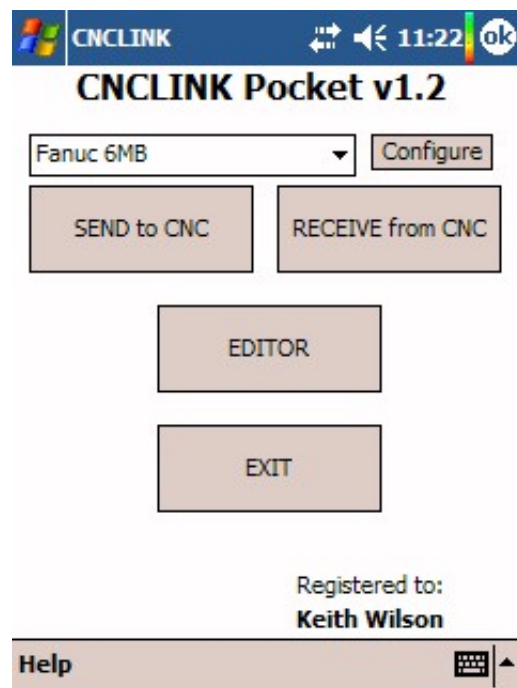 CNCLINK 11:22 ok
CNCLINK Pocket v1.2
Fanuc 6MB Configure
SEND to CNC RECEIVE from CNC
EDITOR
EXIT
Registered to:
Keith Wilson
Help